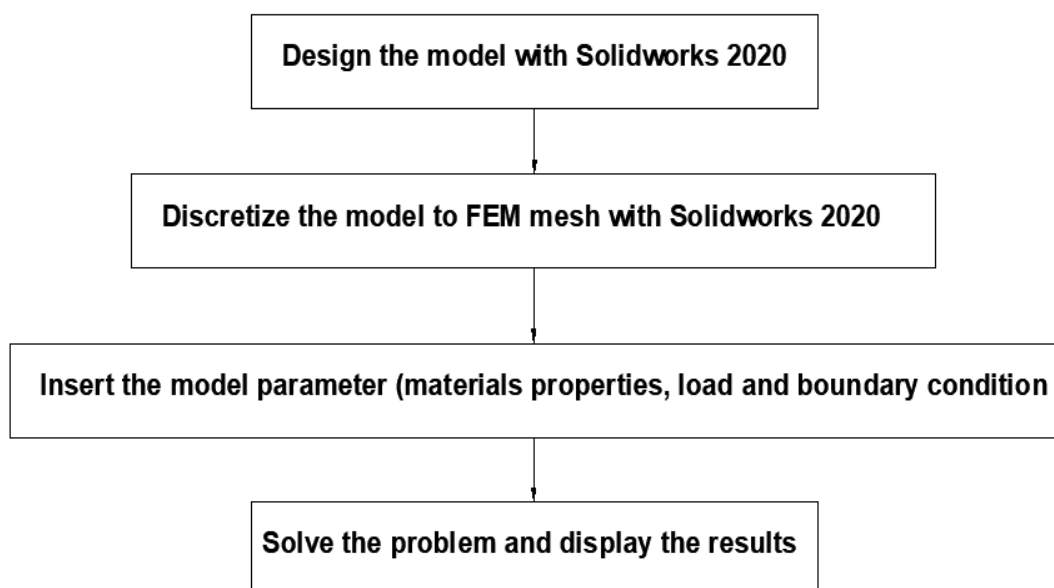 Design the model with Solidworks 2020
Discretize the model to FEM mesh with Solidworks 2020
Insert the model parameter (materials properties, load and boundary condition
Solve the problem and display the results